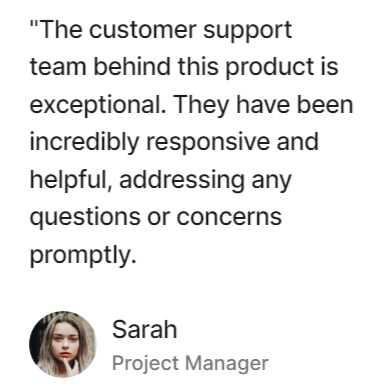 "The customer support
team behind this product is
exceptional. They have been
incredibly responsive and
helpful, addressing any
questions or concerns
promptly.
Sarah
Project Manager